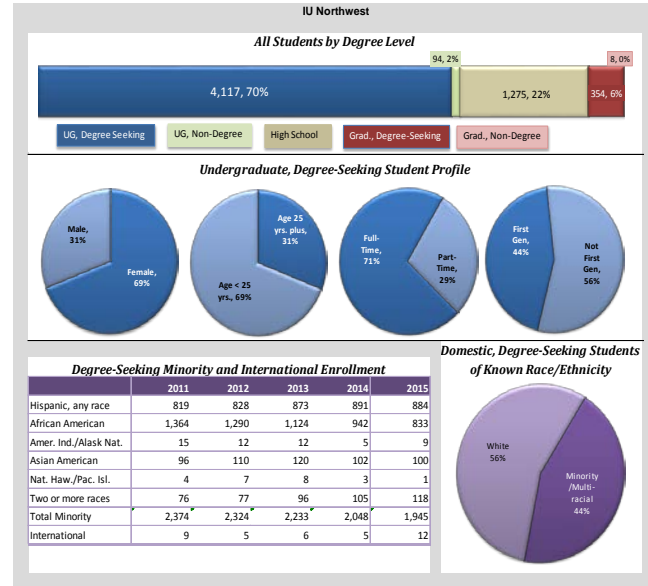 IU Northwest
All Students by Degree Level
94, 2%
8, 0%
4,117, 70%
1,275, 22%
354, 6%
UG, Degree Seeking
UG, Non-Degree
High School
Grad., Degree-Seeking
Grad., Non-Degree
Undergraduate, Degree-Seeking Student Profile
Male,
31%
Female,
69%
Age 25
yrs. plus,
31%
Age < 25
yrs., 69%
Full-
Time,
71%
Part-
Time,
29%
First
Gen,
44%
Not
First
Gen,
56%
Degree-Seeking Minority and International Enrollment
2011 2012 2013 2014 2015
Hispanic, any race 819 828 873 891 884
African American 1,364 1,290 1,124 942 833
Amer. Ind./Alask Nat. 15 12 12 5 9
Asian American 96 110 120 102 100
Nat. Haw./Pac. Isl. 4 7 8 3 1
Two or more races 76 77 96 105 118
Total Minority 2,374 2,324 2,233 2,048 1,945
International 9 5 6 5 12
Domestic, Degree-Seeking Students
of Known Race/Ethnicity
White
56%
Minority
/Multi-
racial
44%